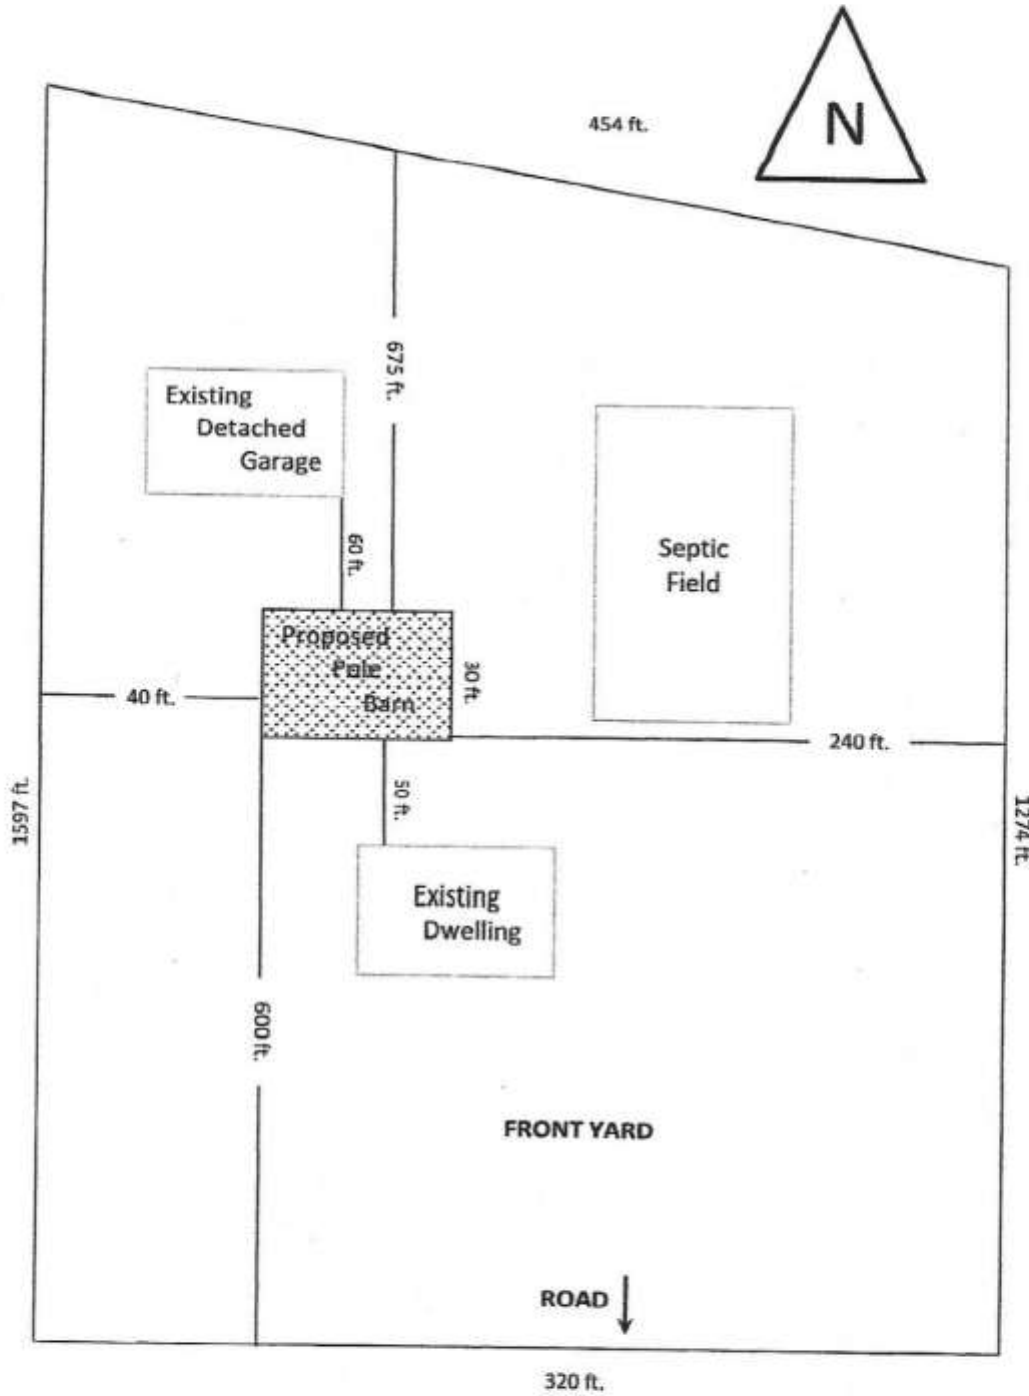 454 ft.
N
675 ft.
Existing
Detached
Garage
60 ft.
Septic
Field
Proposed
Pole
Barn
30 ft.
40 ft.
240 ft.
50 ft.
1597 ft.
1274 ft.
Existing
Dwelling
600 ft.
FRONT YARD
ROAD
320 ft.